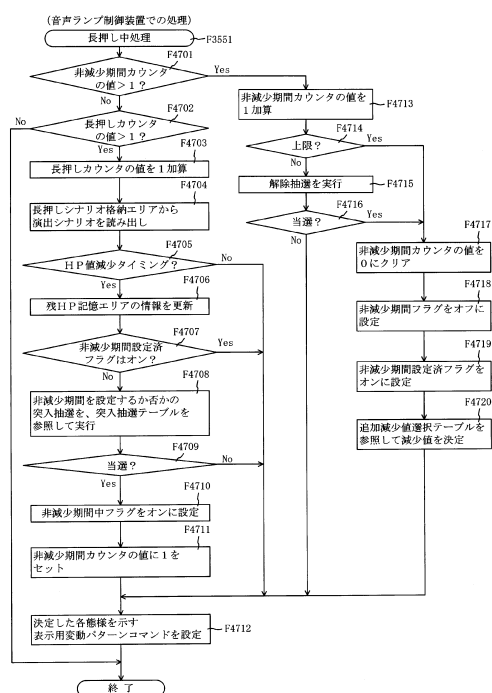 (音声ランプ制御装置での処理)
長押し中処理
F3551
F4701
非減少期間カウンタ
の値>1?
Yes
No
F4702
長押しカウンタ
の値>1?
No
Yes
F4703
長押しカウンタの値を1加算
F4704
長押しシナリオ格納エリアから
演出シナリオを読み出し
F4705
HP値減少タイミング?
No
Yes
F4706
残HP記憶エリアの情報を更新
F4707
非減少期間設定済
フラグはオン?
Yes
No
F4708
非減少期間を設定するか否かの
突入抽選を、突入抽選テーブルを
参照して実行
F4709
当選?
No
Yes
F4710
非減少期間中フラグをオンに設定
F4711
非減少期間カウンタの値に1を
セット
決定した各態様を示す
表示用変動パターンコマンドを設定
F4712
終了
非減少期間カウンタの値を
1加算
F4713
F4714
上限?
Yes
No
解除抽選を実行
F4715
F4716
当選?
Yes
No
F4717
非減少期間カウンタの値を
0にクリア
F4718
非減少期間フラグをオフに
設定
F4719
非減少期間設定済フラグを
オンに設定
F4720
追加減少値選択テーブルを
参照して減少値を決定